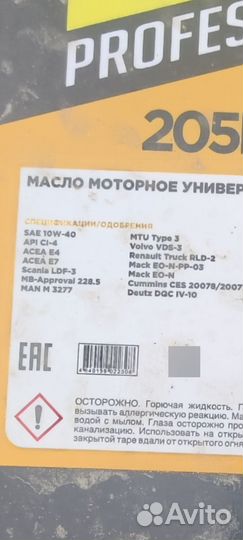 PROFES
205
МАСЛО МОТОРНОЕ УНИВЕР
СПЕЦИФИКАЦИИ/ОДОБРЕНИЯ
SAE 10W-40
API CI-4
ACEA E4
ACEA E7
Scania LDF-3
MB-Approval 228.5
MAN M 3277
MTU Type 3
Volvo VDS-3
Renault Truck RLD-2
Mack EO-N-PP-03
Mack EO-N
Cummins CES 20078/2007
Deutz DQC IV-10
EAC
ОСТОРОЖНО. Горючая жидкость.
вызывать аллергическую реакцию.
водой с мылом. Глаза осторожно про
канализацию. Использовать на откры
закрытой таре вдали от открытого огня
Avito